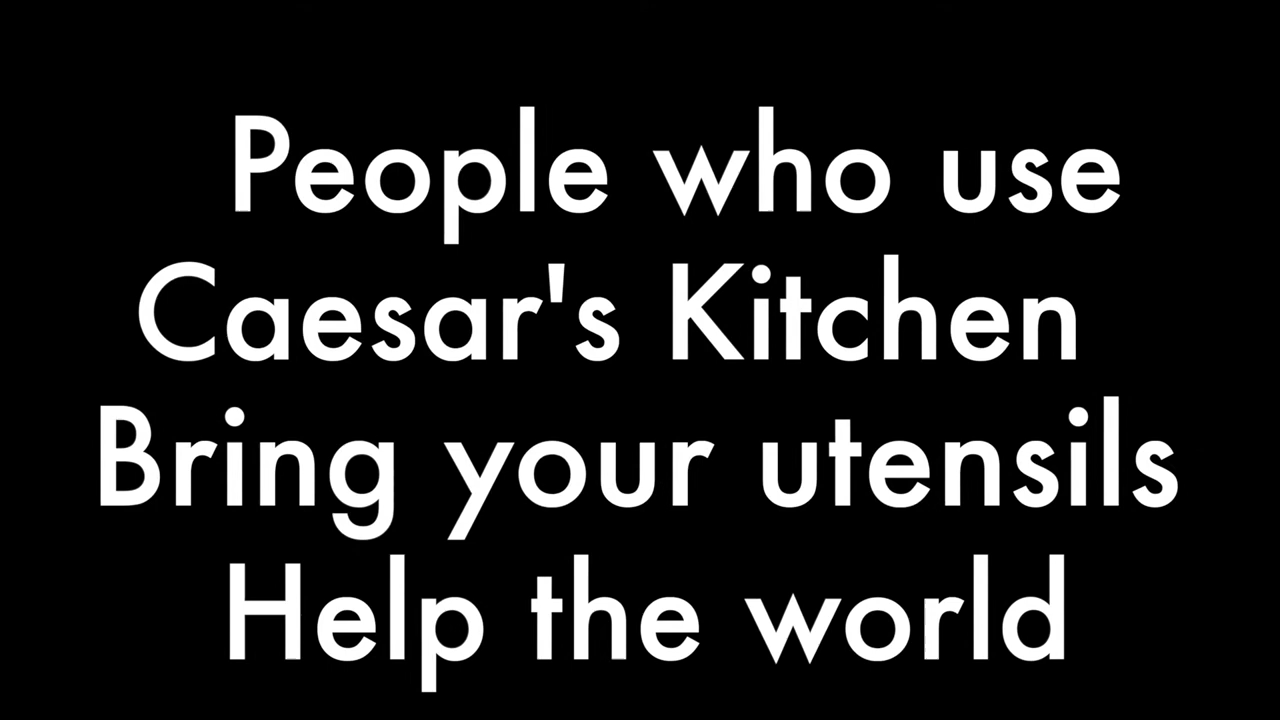 People who use
Caesar's Kitchen
Bring your utensils
Help the world